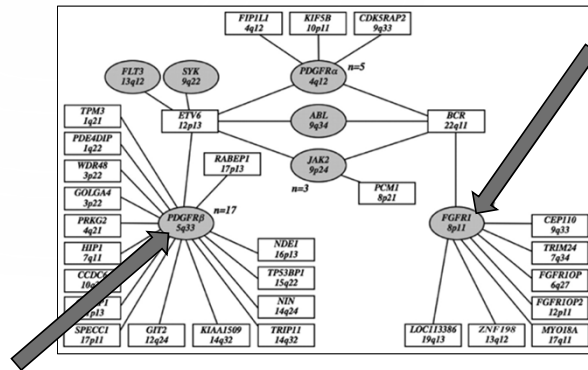 FIP1L1
4q12
KIF5B
10p11
CDK5RAP2
9q33
FLT3
13q12
SYK
9q22
PDGFRα
4q12
n=5
TPM3
1q21
ETV6
12p13
ABL
9q34
BCR
22q11
PDE4DIP
1q22
RABEP1
17p13
JAK2
9p24
n=3
WDR48
3p22
PCM1
8p21
GOLGA4
3p22
PRKG2
4q21
PDGFRβ
5q33
n=17
FGFR1
8p11
CEP110
9q33
HIP1
7q11
NDE1
16p13
TRIM24
7q34
CCDC6
TP53BP1
15q22
FGFR1OP
6q27
NIN
14q24
FGFR1OP2
12p11
SPECC1
17p11
GIT2
12q24
KIAA1509
14q32
TRIP11
14q32
LOC113386
19q13
ZNF198
13q12
MYO18A
17q11